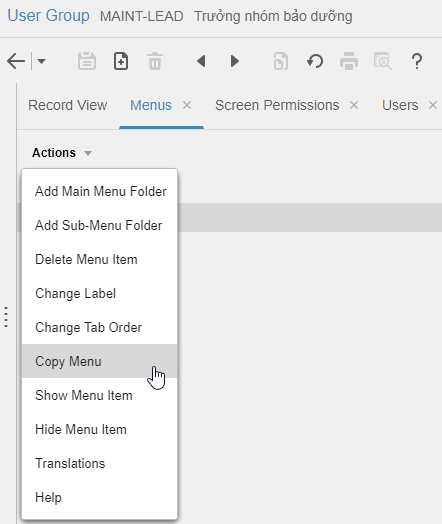 User Group MAINT-LEAD Trưởng nhóm bảo dưỡng
Record View Menus Screen Permissions Users
Actions
Add Main Menu Folder
Add Sub-Menu Folder
Delete Menu Item
Change Label
Change Tab Order
Copy Menu
Show Menu Item
Hide Menu Item
Translations
Help